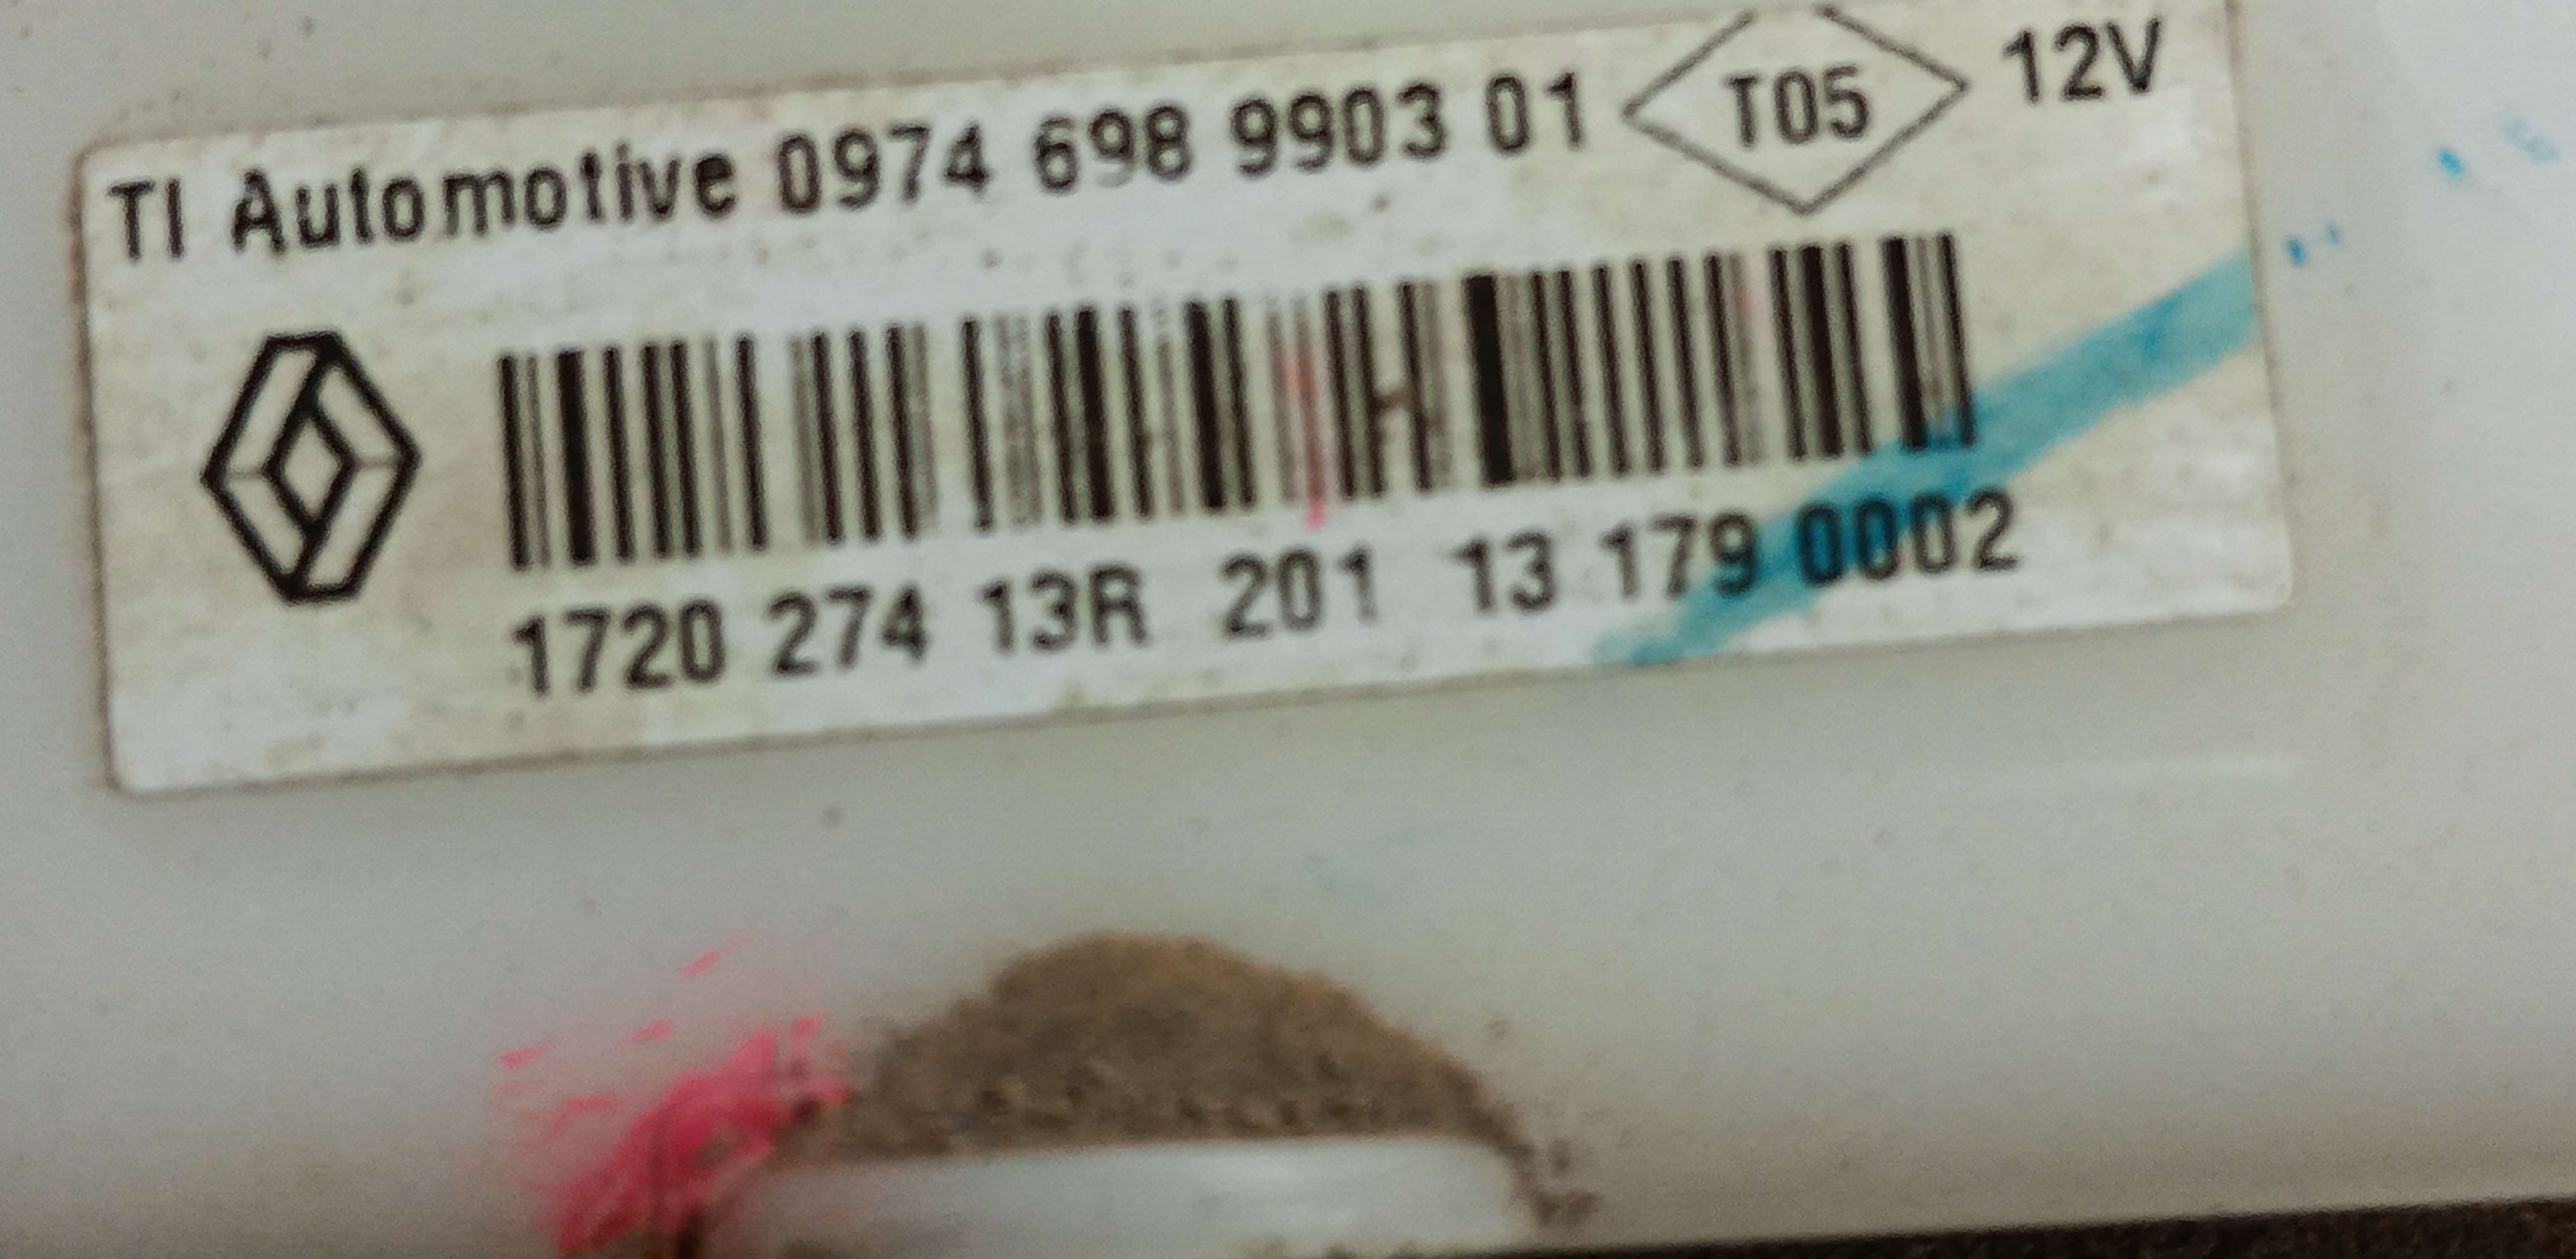 TI Automotive 0974 698 9903 01 T05 12V
1720 274 13R 201 13 179 0002